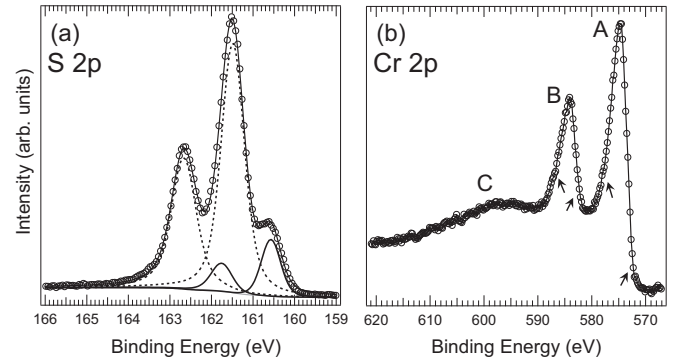 (a)
S 2p
(b)
Cr 2p
A
B
C
Intensity (arb. units)
166 165 164 163 162 161 160 159
620 610 600 590 580 570
Binding Energy (eV)
Binding Energy (eV)